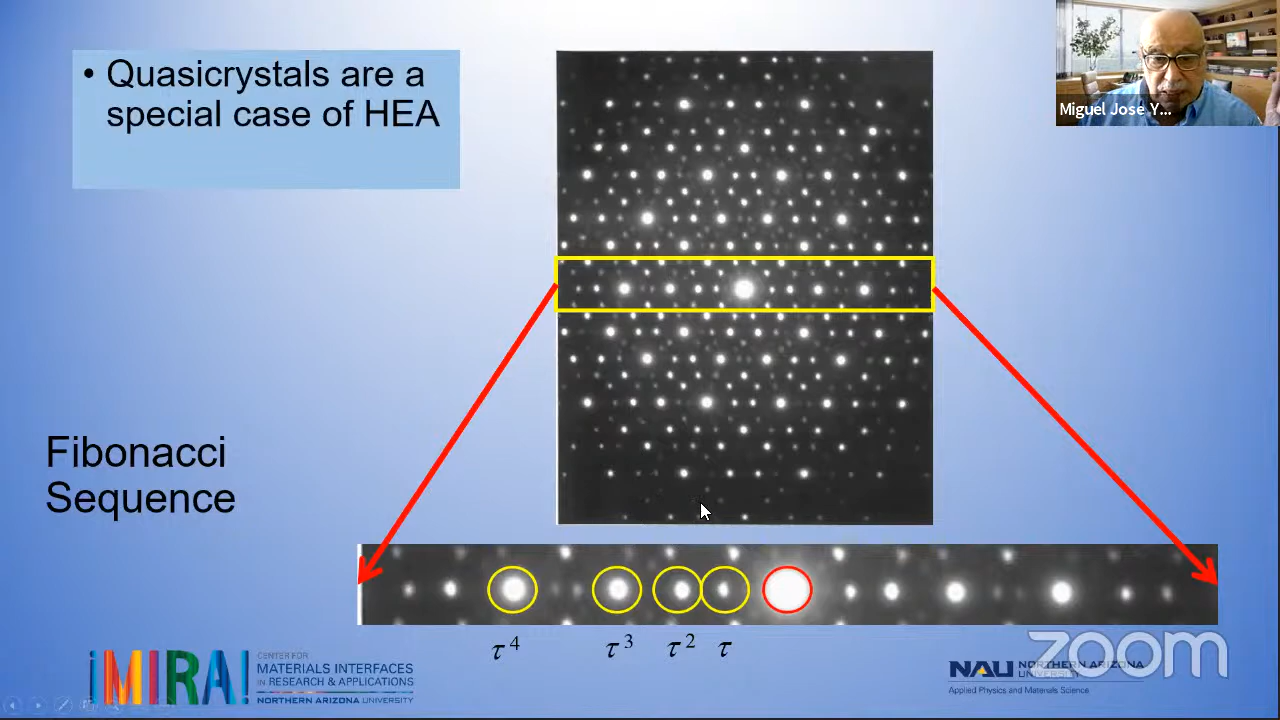 • Quasicrystals are a
special case of HEA
Miguel Jose Y...
Fibonacci
Sequence
τ⁴ τ³ τ² τ
¡MIRA!
CENTER FOR
MATERIALS INTERFACES
IN RESEARCH & APPLICATIONS
NORTHERN ARIZONA UNIVERSITY
NAU NORTHERN ARIZONA
UNIVERSITY
Applied Physics and Materials Science
zoom